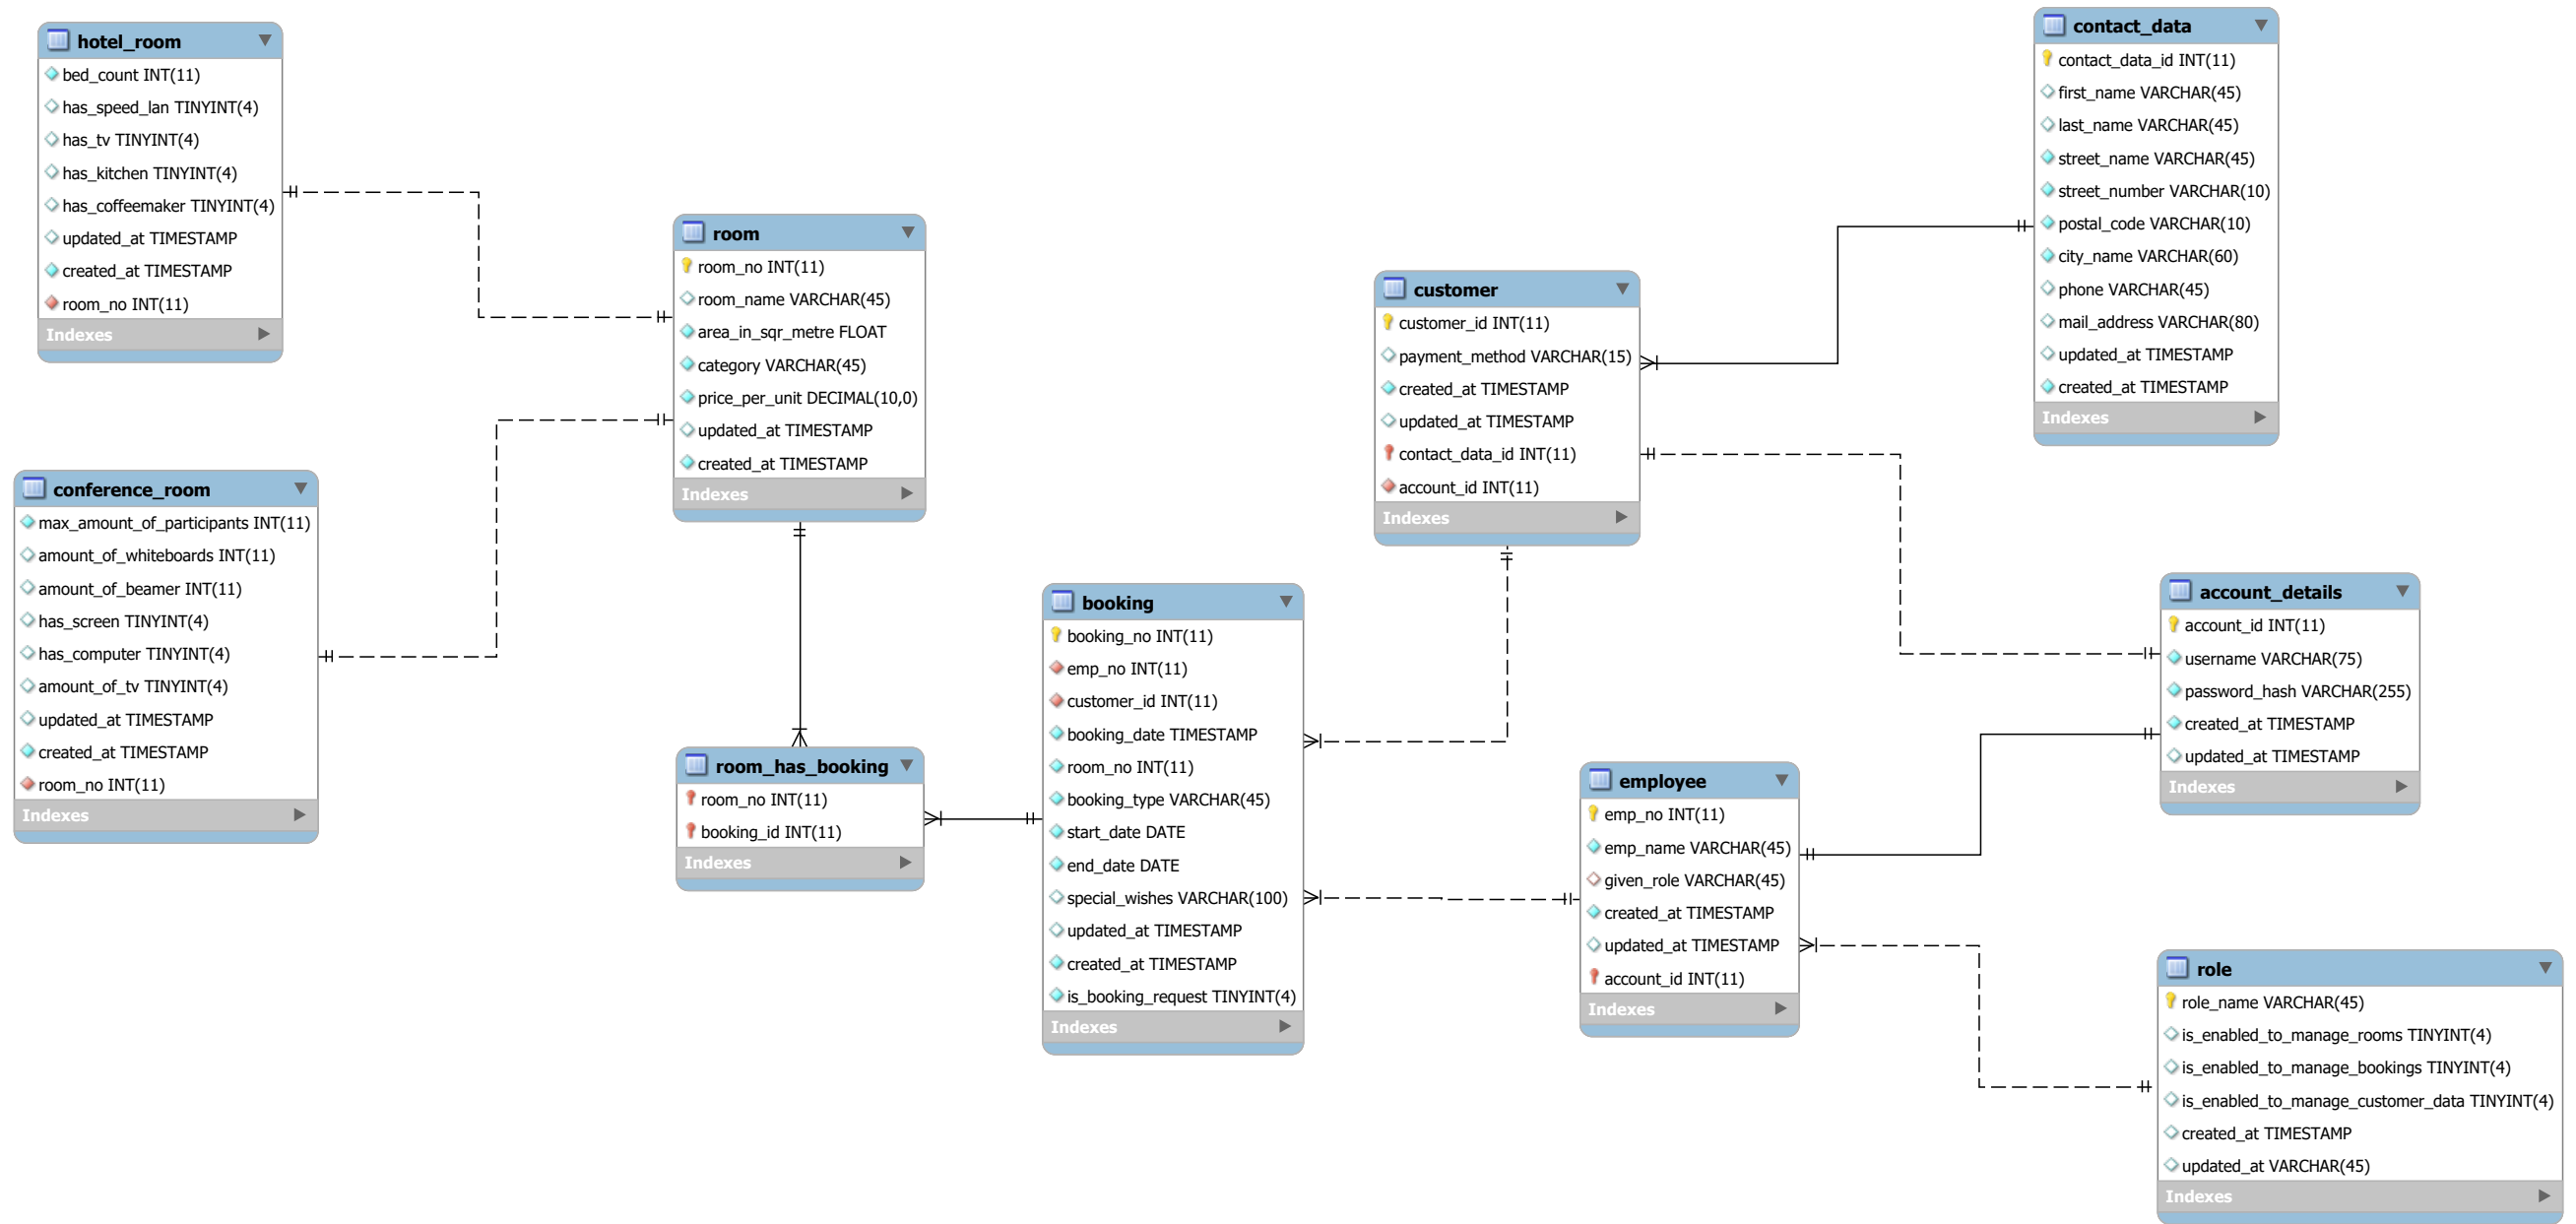 hotel_room
bed_count INT(11)
has_speed_lan TINYINT(4)
has_tv TINYINT(4)
has_kitchen TINYINT(4)
has_coffeemaker TINYINT(4)
updated_at TIMESTAMP
created_at TIMESTAMP
room_no INT(11)
Indexes
conference_room
max_amount_of_participants INT(11)
amount_of_whiteboards INT(11)
amount_of_beamer INT(11)
has_screen TINYINT(4)
has_computer TINYINT(4)
amount_of_tv TINYINT(4)
updated_at TIMESTAMP
created_at TIMESTAMP
room_no INT(11)
Indexes
room
room_no INT(11)
room_name VARCHAR(45)
area_in_sqr_metre FLOAT
category VARCHAR(45)
price_per_unit DECIMAL(10,0)
updated_at TIMESTAMP
created_at TIMESTAMP
Indexes
room_has_booking
room_no INT(11)
booking_id INT(11)
Indexes
booking
booking_no INT(11)
emp_no INT(11)
customer_id INT(11)
booking_date TIMESTAMP
room_no INT(11)
booking_type VARCHAR(45)
start_date DATE
end_date DATE
special_wishes VARCHAR(100)
updated_at TIMESTAMP
created_at TIMESTAMP
is_booking_request TINYINT(4)
Indexes
customer
customer_id INT(11)
payment_method VARCHAR(15)
created_at TIMESTAMP
updated_at TIMESTAMP
contact_data_id INT(11)
account_id INT(11)
Indexes
employee
emp_no INT(11)
emp_name VARCHAR(45)
given_role VARCHAR(45)
created_at TIMESTAMP
updated_at TIMESTAMP
account_id INT(11)
Indexes
contact_data
contact_data_id INT(11)
first_name VARCHAR(45)
last_name VARCHAR(45)
street_name VARCHAR(45)
street_number VARCHAR(10)
postal_code VARCHAR(10)
city_name VARCHAR(60)
phone VARCHAR(45)
mail_address VARCHAR(80)
updated_at TIMESTAMP
created_at TIMESTAMP
Indexes
account_details
account_id INT(11)
username VARCHAR(75)
password_hash VARCHAR(255)
created_at TIMESTAMP
updated_at TIMESTAMP
Indexes
role
role_name VARCHAR(45)
is_enabled_to_manage_rooms TINYINT(4)
is_enabled_to_manage_bookings TINYINT(4)
is_enabled_to_manage_customer_data TINYINT(4)
created_at TIMESTAMP
updated_at VARCHAR(45)
Indexes